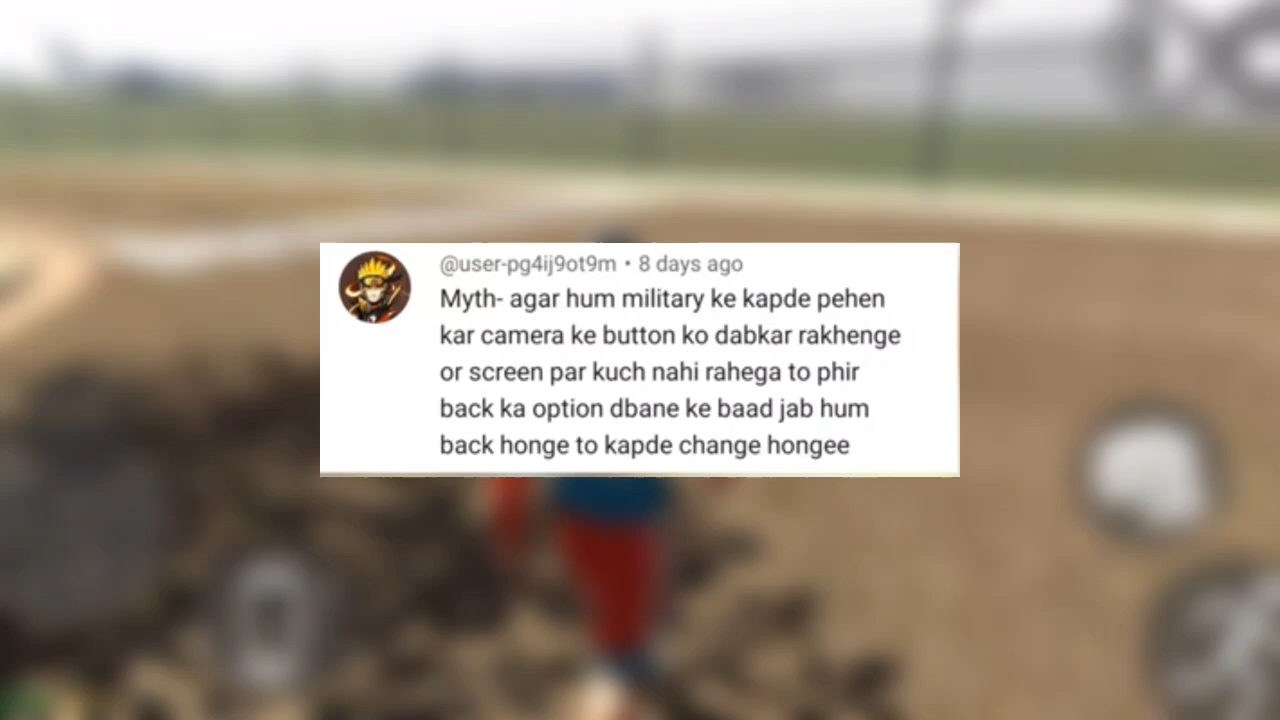 @user-pg4ij9ot9m • 8 days ago
Myth- agar hum military ke kapde pehen
kar camera ke button ko dabkar rakhenge
or screen par kuch nahi rahega to phir
back ka option dbane ke baad jab hum
back honge to kapde change hongee